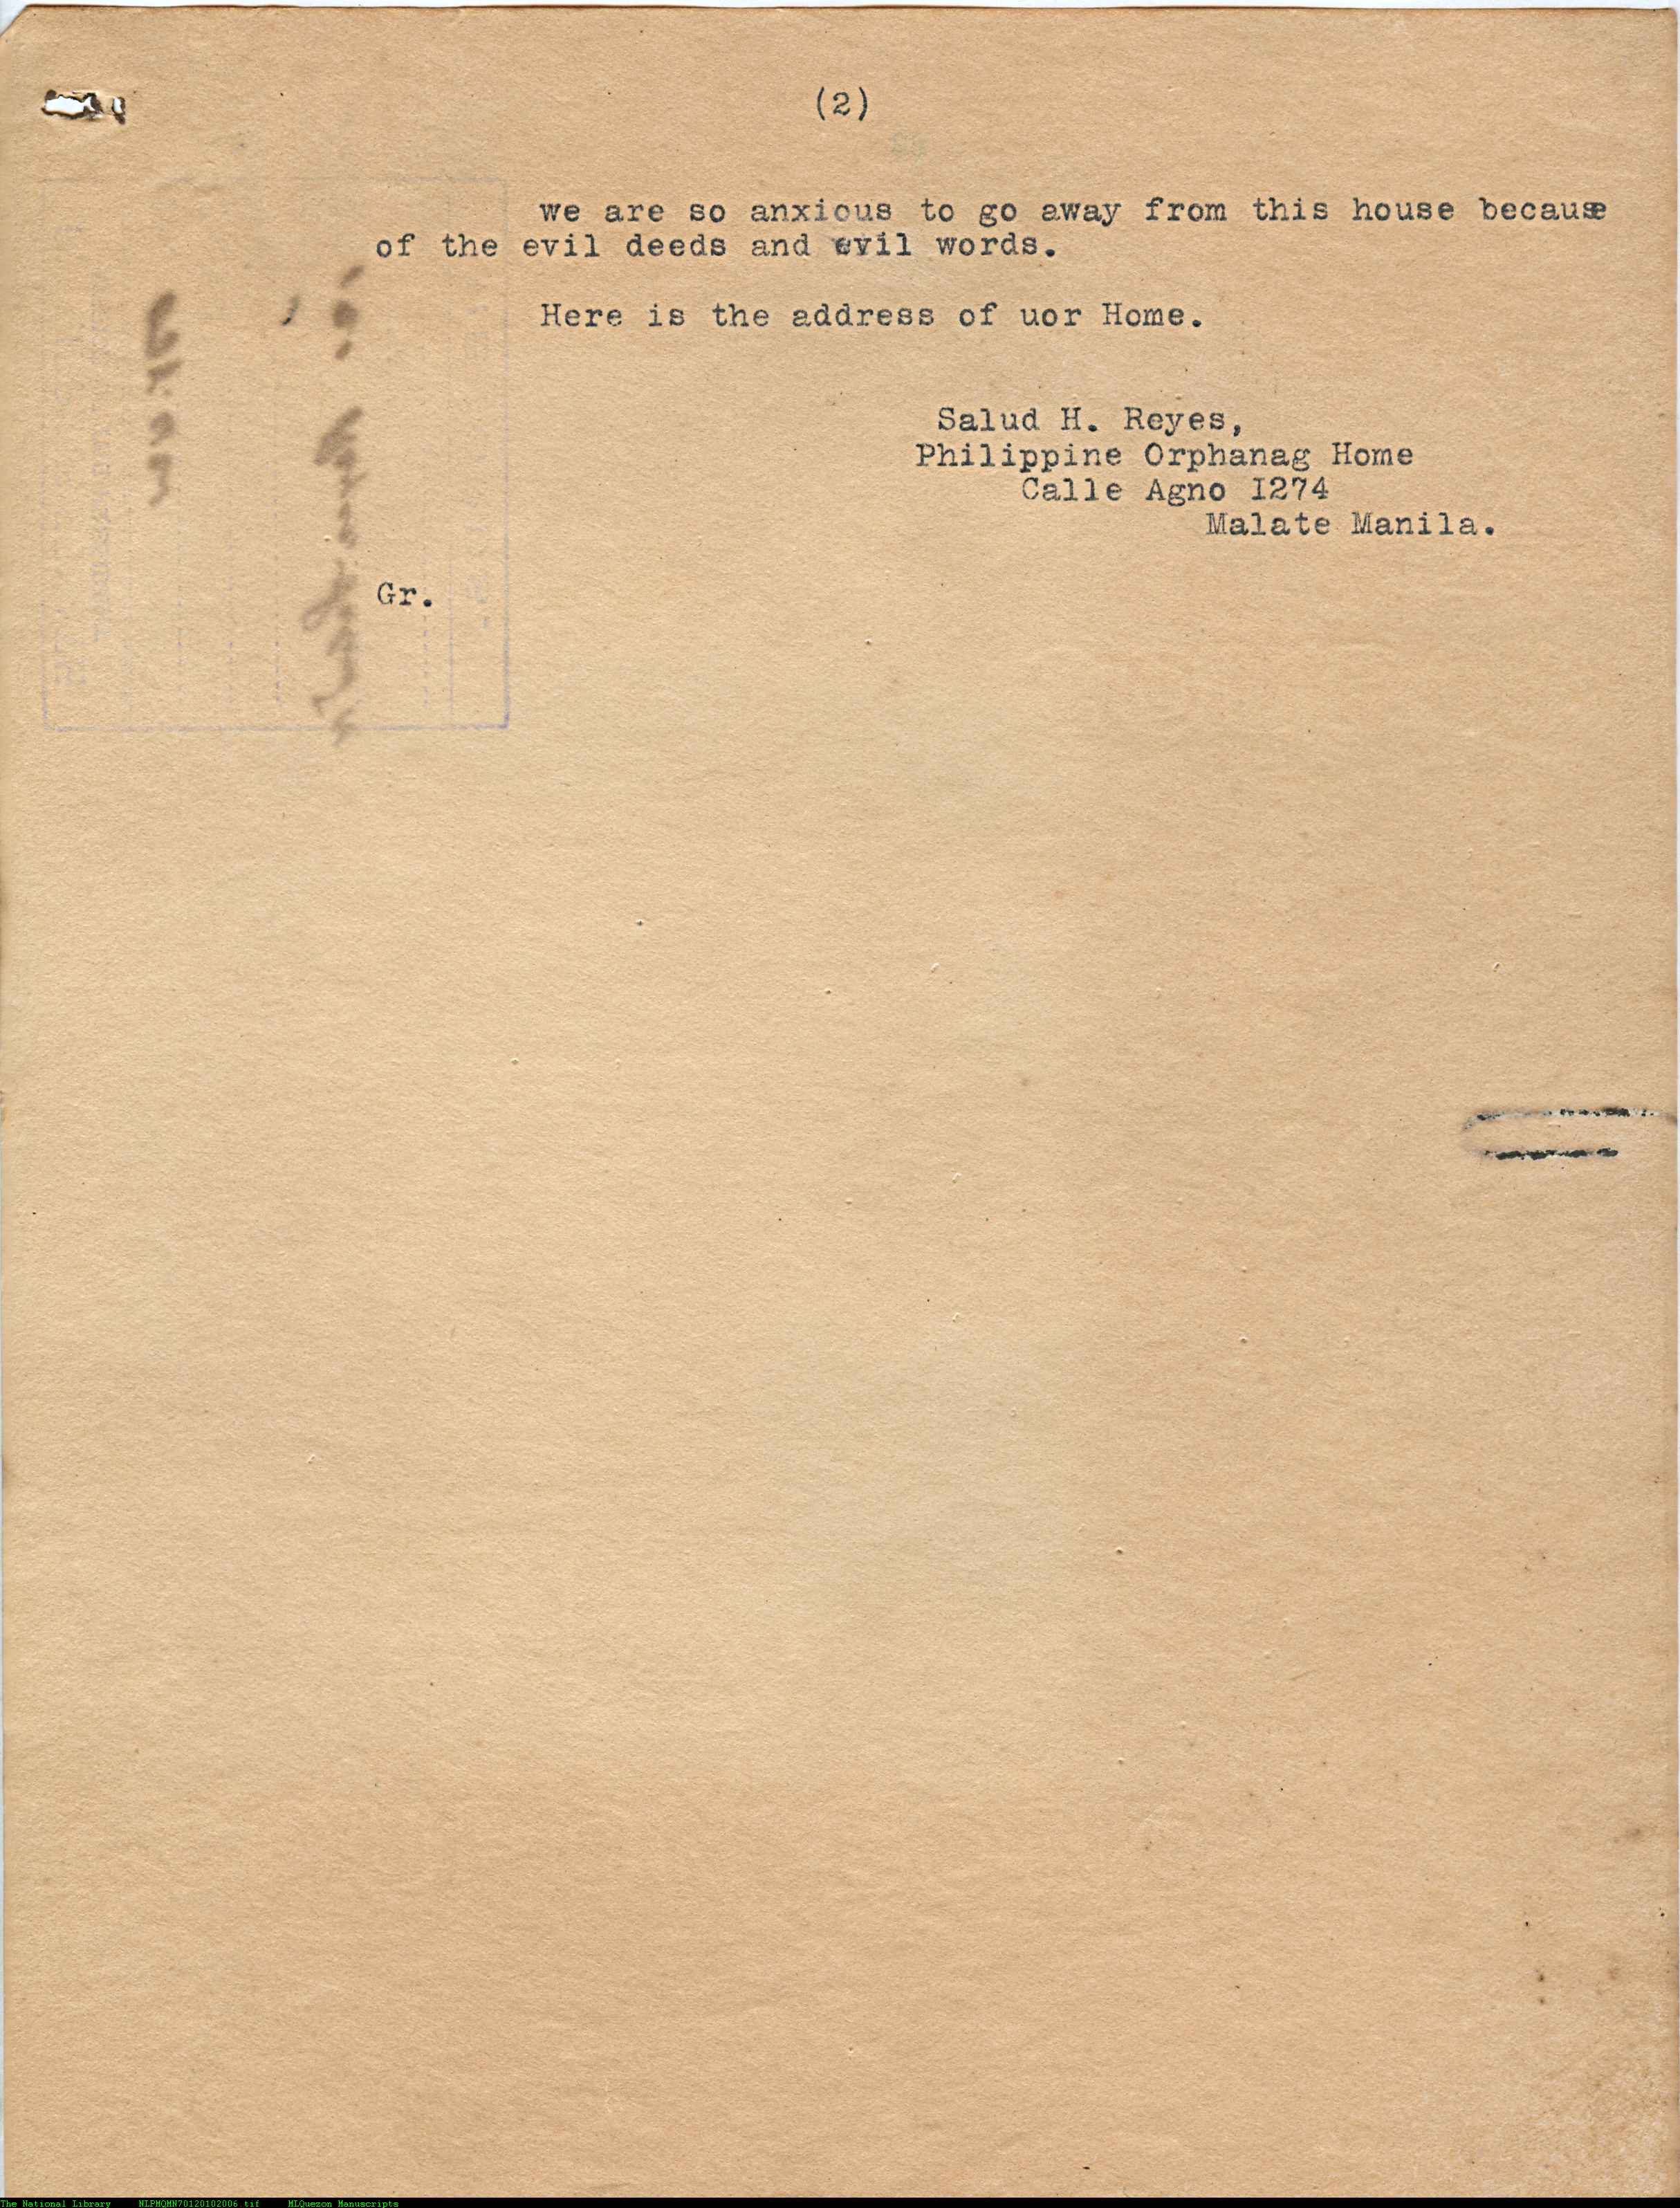 (2)
we are so anxious to go away from this house because
of the evil deeds and evil words.
Here is the address of uor Home.
Salud H. Reyes,
Philippine Orphanag Home
Calle Agno I274
Malate Manila.
Gr.
The National Library NLPMQMN70120102006.tif MLQuezon Manuscripts